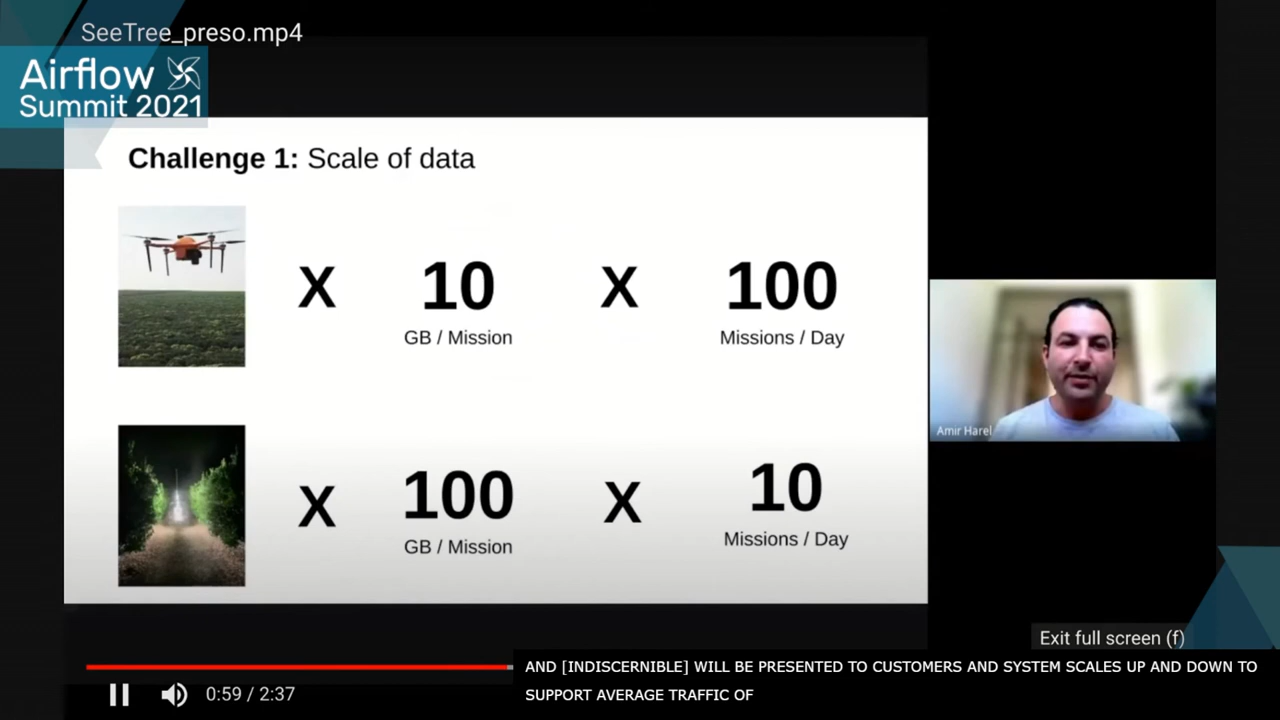 SeeTree_preso.mp4
Airflow
Summit 2021
Challenge 1: Scale of data
X 10 X 100
GB / Mission Missions / Day
X 100 X 10
GB / Mission Missions / Day
Amir Harel
Exit full screen (f)
AND [INDISCERNIBLE] WILL BE PRESENTED TO CUSTOMERS AND SYSTEM SCALES UP AND DOWN TO
SUPPORT AVERAGE TRAFFIC OF
0:59 / 2:37